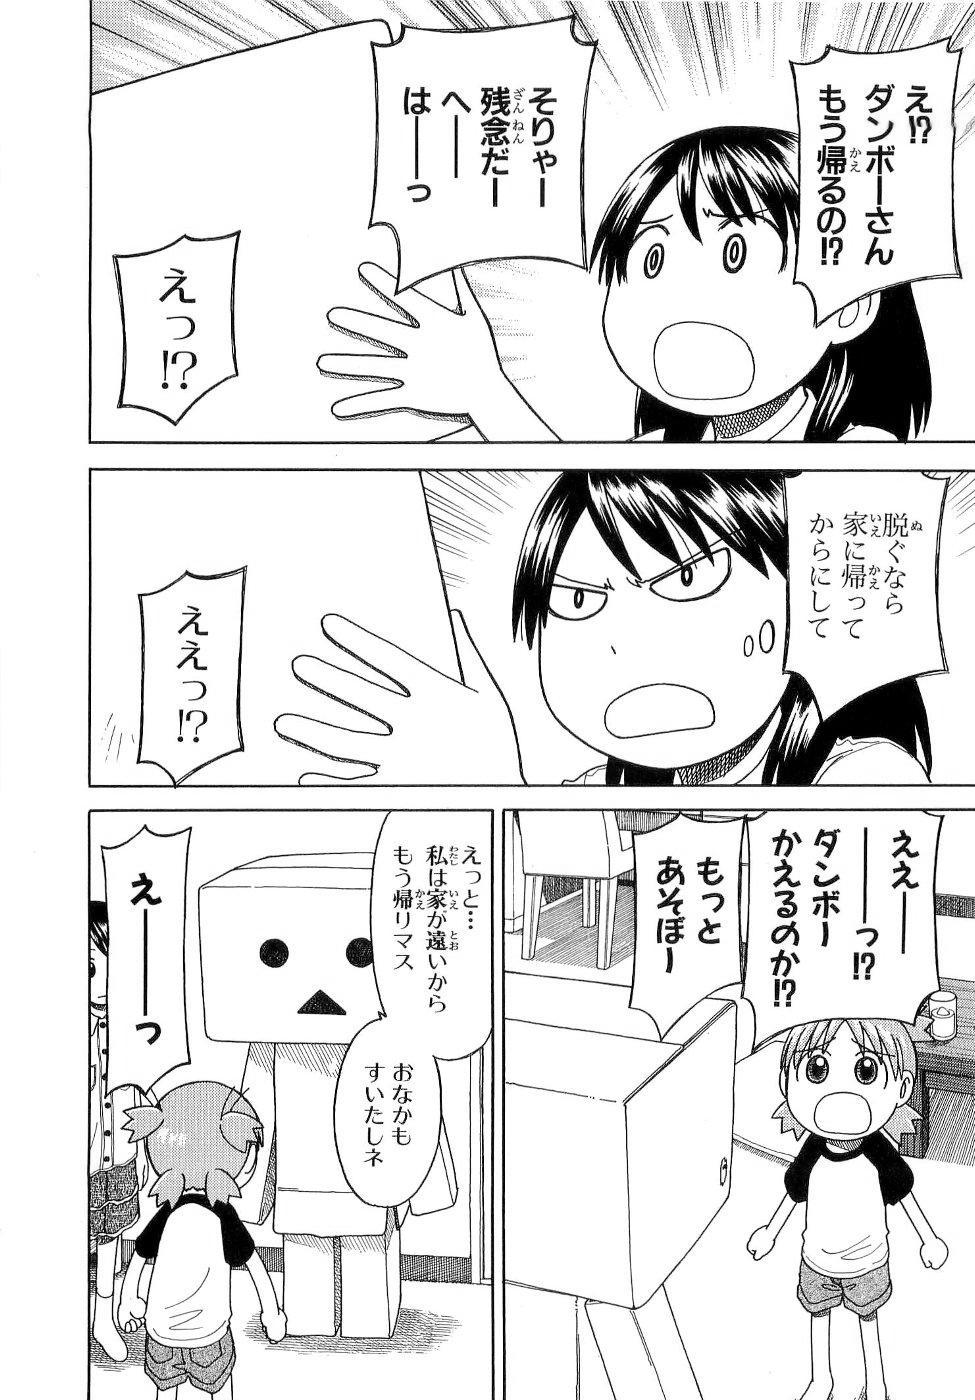 え!?
ダンボーさん
もう帰るの!?
そりゃー
残念だー
へ――
は――っ
えっ!?
脱ぐなら
家に帰って
からにして
ええっ!?
ええ――
――っ!?
ダンボー
かえるのか!?
もっと
あそぼー
えっと…
私は家が遠いから
もう帰リマス
おなかも
すいたしネ
え――っ